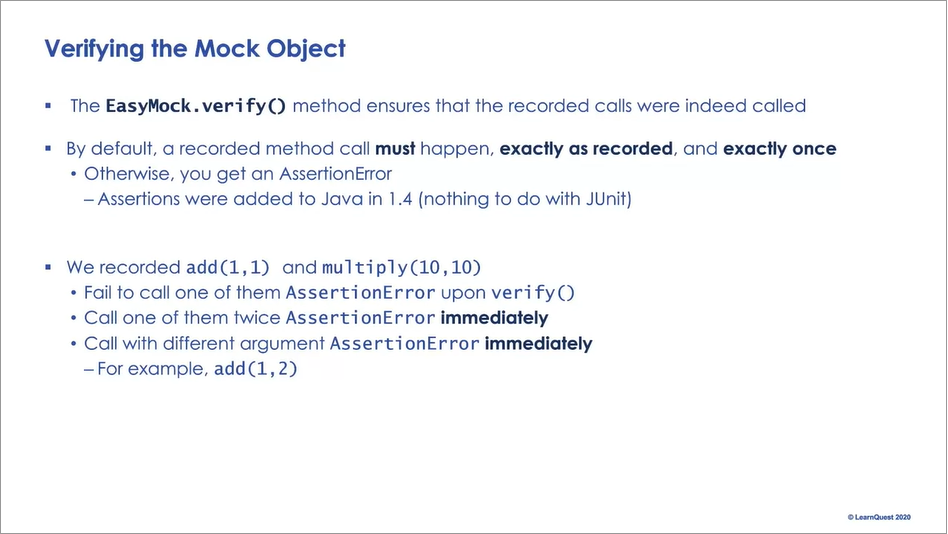 Verifying the Mock Object
▪ The EasyMock.verify() method ensures that the recorded calls were indeed called
▪ By default, a recorded method call must happen, exactly as recorded, and exactly once
• Otherwise, you get an AssertionError
– Assertions were added to Java in 1.4 (nothing to do with JUnit)
▪ We recorded add(1,1) and multiply(10,10)
• Fail to call one of them AssertionError upon verify()
• Call one of them twice AssertionError immediately
• Call with different argument AssertionError immediately
– For example, add(1,2)
© LearnQuest 2020